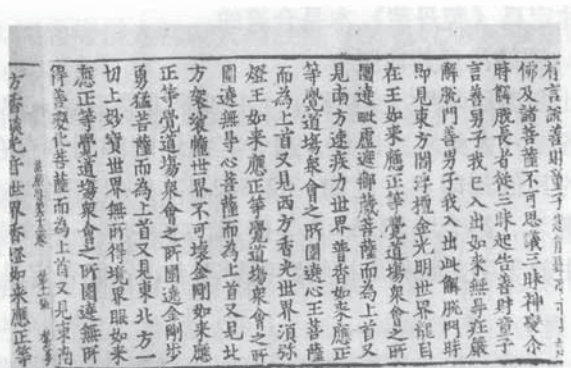 有言說善財童子悉能
佛及諸菩薩不可思議三昧神變尒
時解脫長者從三昧起告善財童子
言善男子我已入出如來無㝵莊嚴
解脫門善男子我入出此解脫門時
即見東方閻浮檀金光明世界龍自
在王如來應正等覺道場衆會之所
圍遶毗盧遮那藏菩薩而為上首又
見南方速疾力世界普香如來應正
等覺道場衆會之所圍遶心王菩薩
而為上首又見西方香光世界須弥
燈王如來應正等覺道場衆會之所
圍遶無㝵心菩薩而為上首又見北
方袈裟幢世界不可壞金剛如來應
正等覺道場衆會之所圍遶金剛步
勇猛菩薩而為上首又見東北方一
切上妙寶世界無所得境界眼如來
應正等覺道場衆會之所圍遶無所
得善變化菩薩而為上首又見東南
方香焰光音世界香燈如來應正等